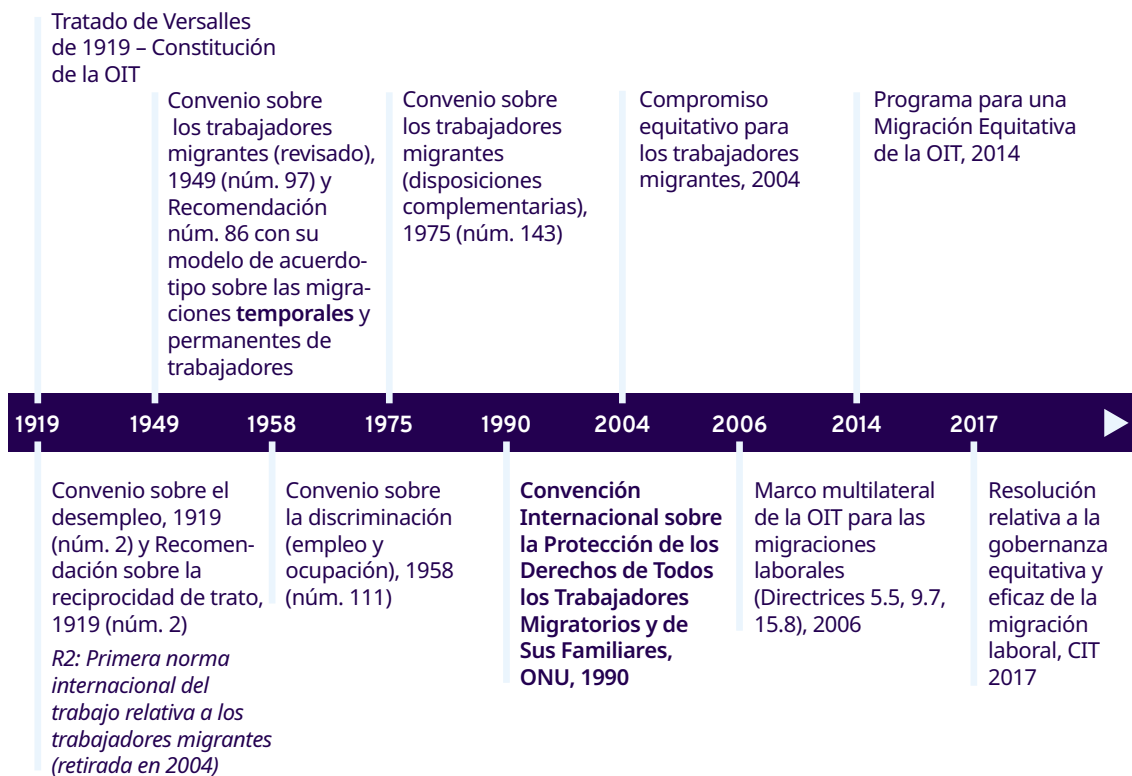 Tratado de Versalles
de 1919 – Constitución
de la OIT
Convenio sobre
los trabajadores
migrantes (revisado),
1949 (núm. 97) y
Recomendación
núm. 86 con su
modelo de acuerdo-
tipo sobre las migra-
ciones temporales y
permanentes de
trabajadores
Convenio sobre
los trabajadores
migrantes
(disposiciones
complementarias),
1975 (núm. 143)
Compromiso
equitativo para
los trabajadores
migrantes, 2004
Programa para una
Migración Equitativa
de la OIT, 2014
1919 1949 1958 1975 1990 2004 2006 2014 2017
Convenio sobre el
desempleo, 1919
(núm. 2) y Recomen-
dación sobre la
reciprocidad de trato,
1919 (núm. 2)
R2: Primera norma
internacional del
trabajo relativa a los
trabajadores migrantes
(retirada en 2004)
Convenio sobre
la discriminación
(empleo y
ocupación), 1958
(núm. 111)
Convención
Internacional sobre
la Protección de los
Derechos de Todos
los Trabajadores
Migratorios y de
Sus Familiares,
ONU, 1990
Marco multilateral
de la OIT para las
migraciones
laborales
(Directrices 5.5, 9.7,
15.8), 2006
Resolución
relativa a la
gobernanza
equitativa y
eficaz de la
migración
laboral, CIT
2017